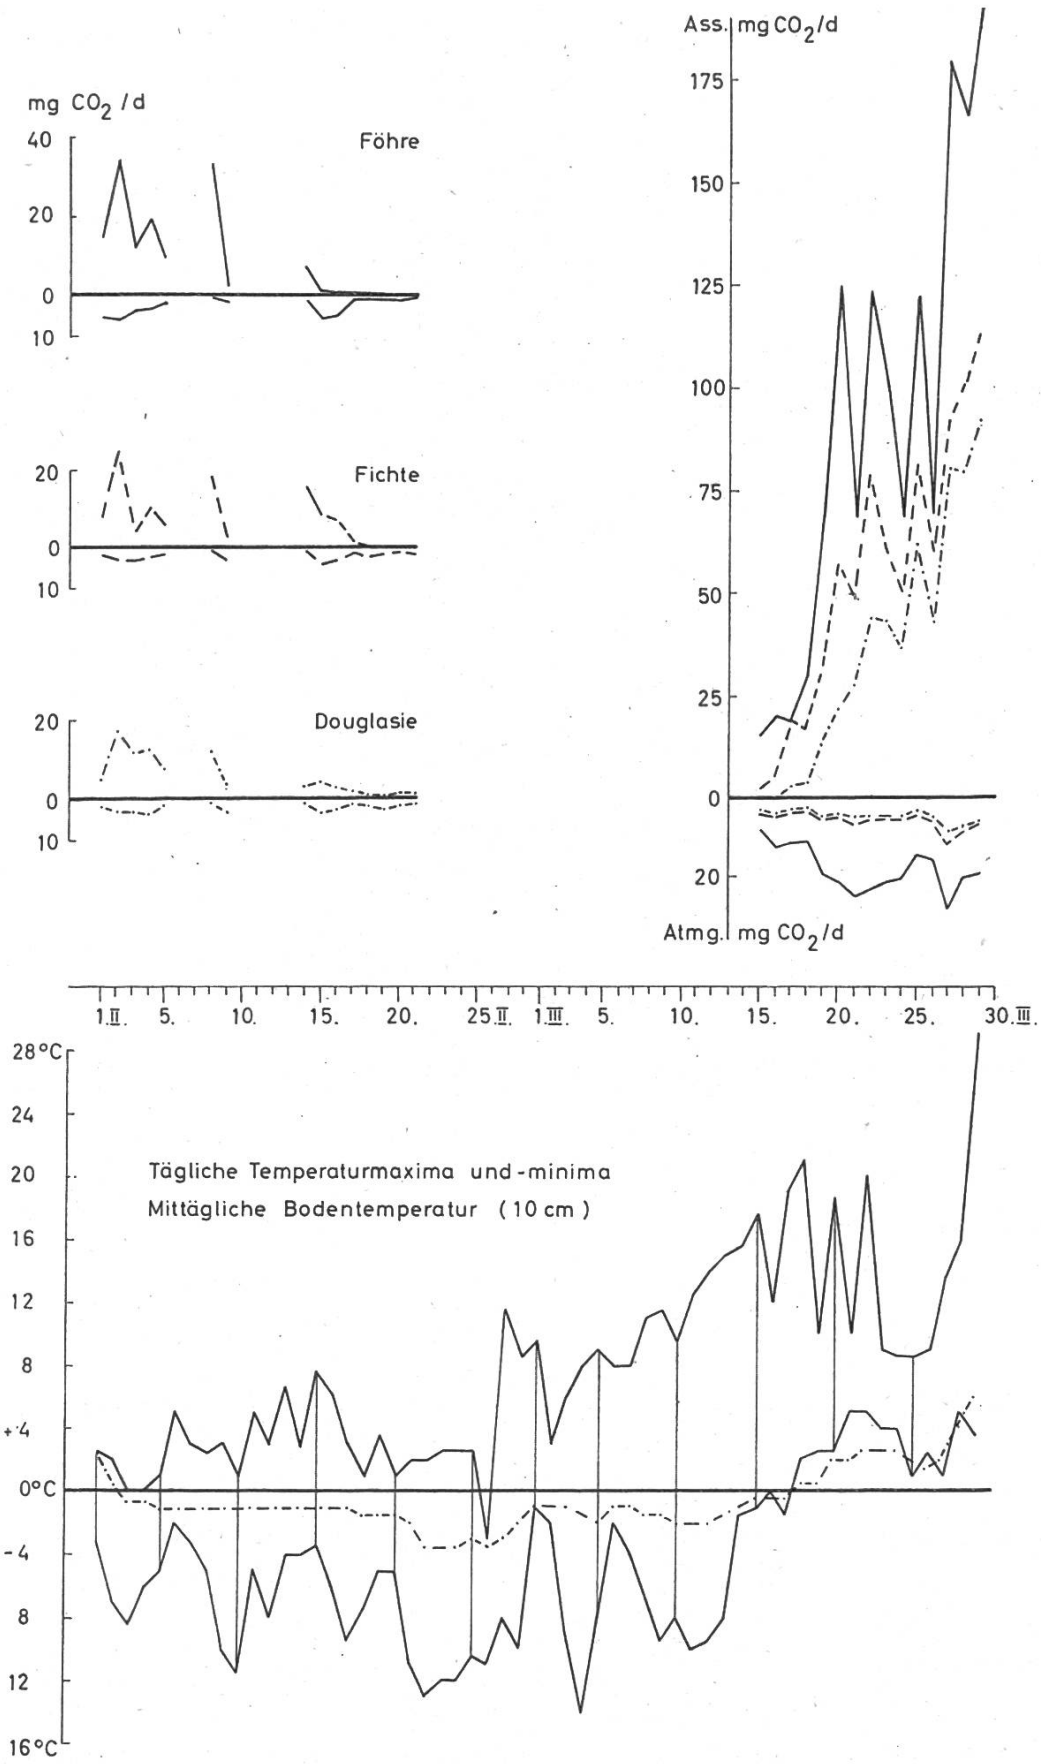 mg CO2 /d
40
20
0
10
Föhre
20
0
10
Fichte
20
0
10
Douglasie
Ass. mg CO2/d
175
150
125
100
75
50
25
0
20
Atmg. mg CO2/d
1.II. 5. 10. 15. 20. 25.II. 1.III. 5. 10. 15. 20. 25. 30.III.
28°C
24
20
16
12
8
+4
0°C
-4
8
12
16°C
Tägliche Temperaturmaxima und -minima
Mittägliche Bodentemperatur (10 cm)